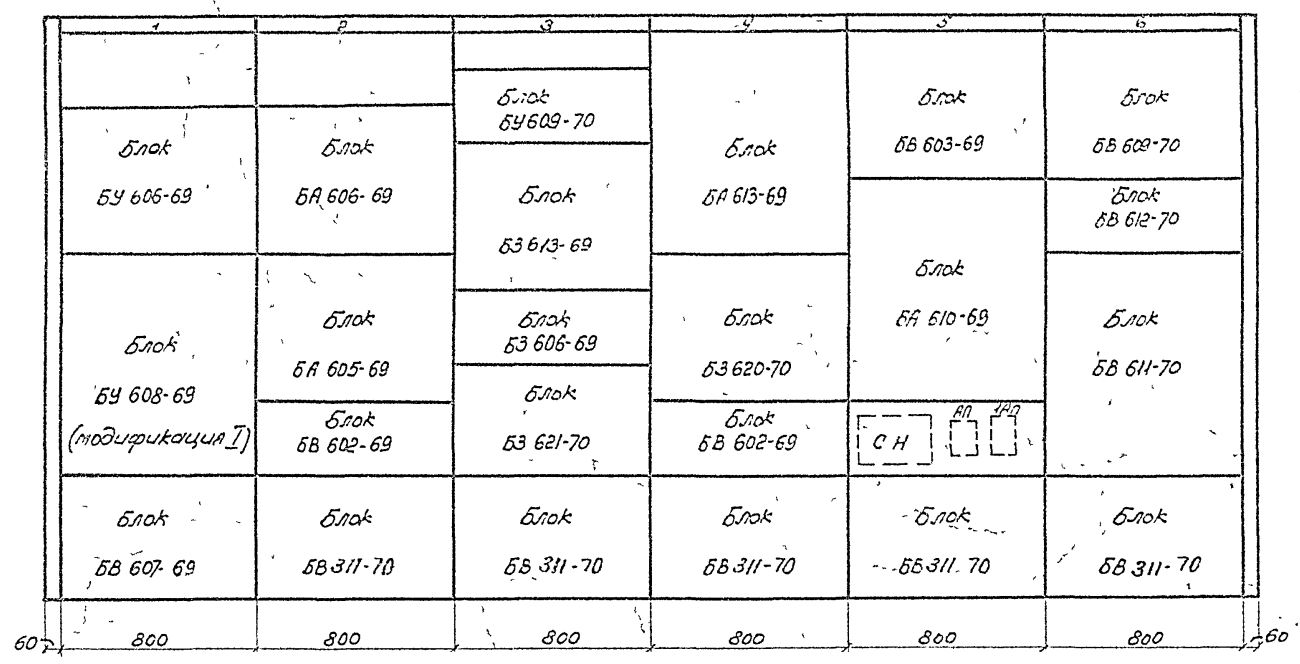 1 2 3 4 5 6
Блок
БУ 606-69
Блок
БУ 608-69
(модификация I)
Блок
БВ 607-69
Блок
БА 606-69
Блок
БА 605-69
Блок
БВ 602-69
Блок
БВ 311-70
Блок
БУ 609-70
Блок
БЗ 613-69
Блок
БЗ 606-69
Блок
БЗ 621-70
Блок
БВ 311-70
Блок
БА 613-69
Блок
БЗ 620-70
Блок
БВ 602-69
Блок
БВ 311-70
Блок
БВ 603-69
Блок
БА 610-69
СН
АП
1АП
Блок
БВ 311-70
Блок
БВ 609-70
Блок
БВ 612-70
Блок
БВ 611-70
Блок
БВ 311-70
60 800 800 800 800 800 800 60